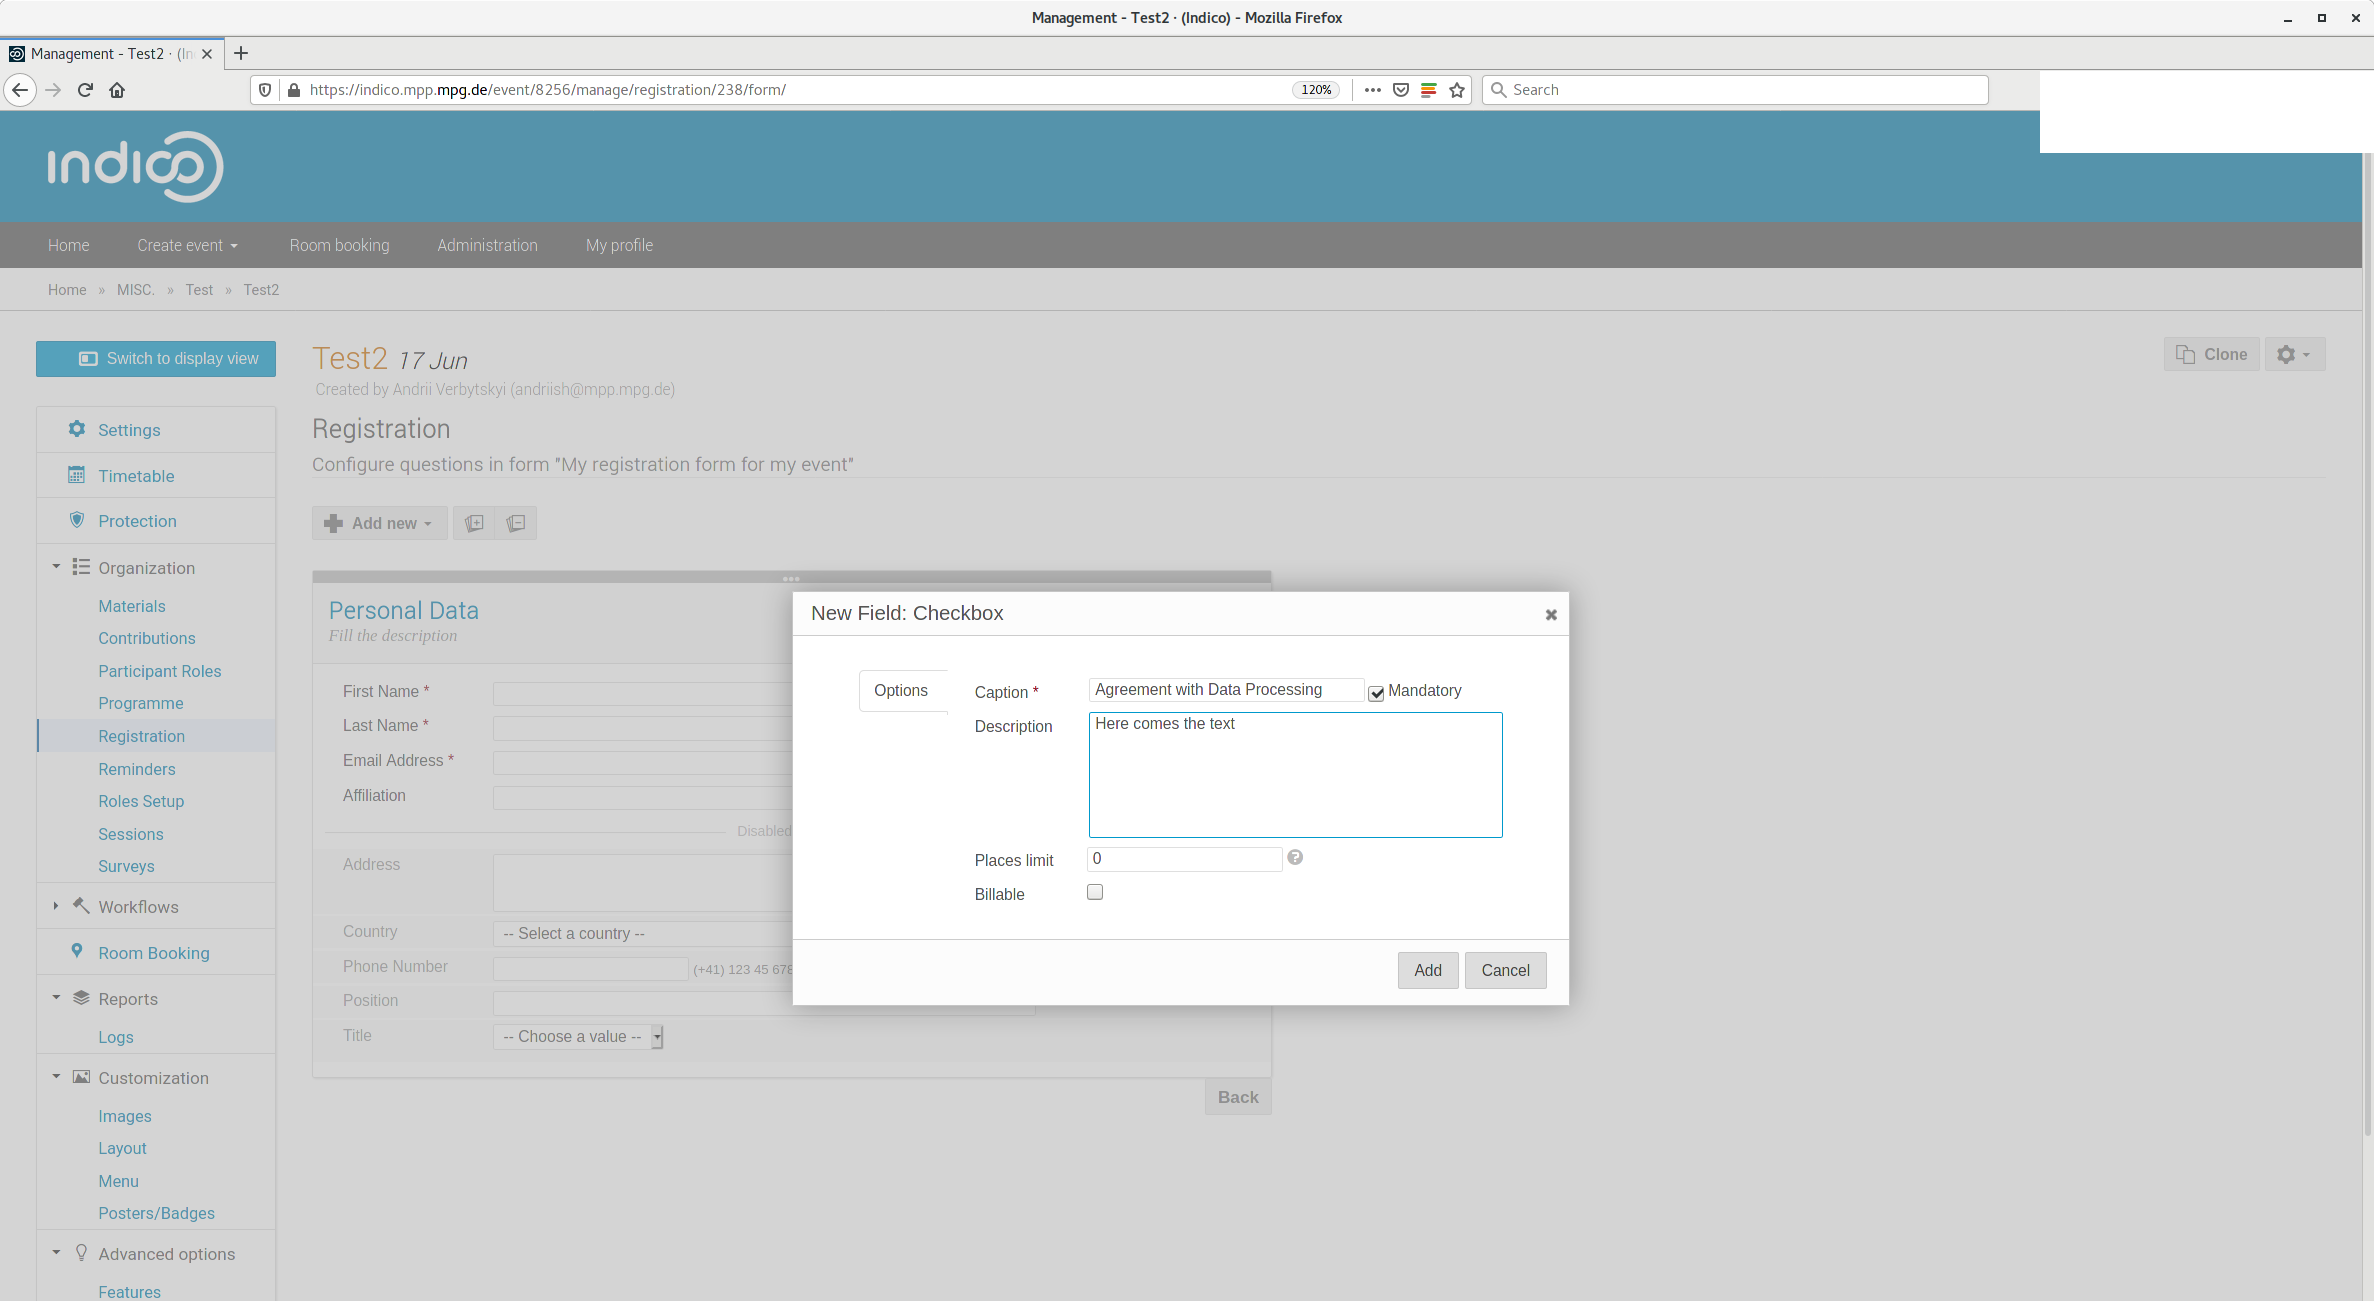 Management - Test2 · (Indico) - Mozilla Firefox
Management - Test2 · (In
https://indico.mpp.mpg.de/event/8256/manage/registration/238/form/
120%
Search
indico
Home
Create event
Room booking
Administration
My profile
Home » MISC. » Test » Test2
Switch to display view
Test2 17 Jun
Clone
Created by Andrii Verbytskyi (andriish@mpp.mpg.de)
Registration
Configure questions in form "My registration form for my event"
Add new
Settings
Timetable
Protection
Organization
Materials
Contributions
Participant Roles
Programme
Registration
Reminders
Roles Setup
Sessions
Surveys
Workflows
Room Booking
Reports
Logs
Customization
Images
Layout
Menu
Posters/Badges
Advanced options
Features
Personal Data
Fill the description
First Name *
Last Name *
Email Address *
Affiliation
Disabled
Address
Country
-- Select a country --
Phone Number
(+41) 123 45 678
Position
Title
-- Choose a value --
Back
New Field: Checkbox
Options
Caption *
Agreement with Data Processing
Mandatory
Description
Here comes the text
Places limit
0
?
Billable
Add
Cancel